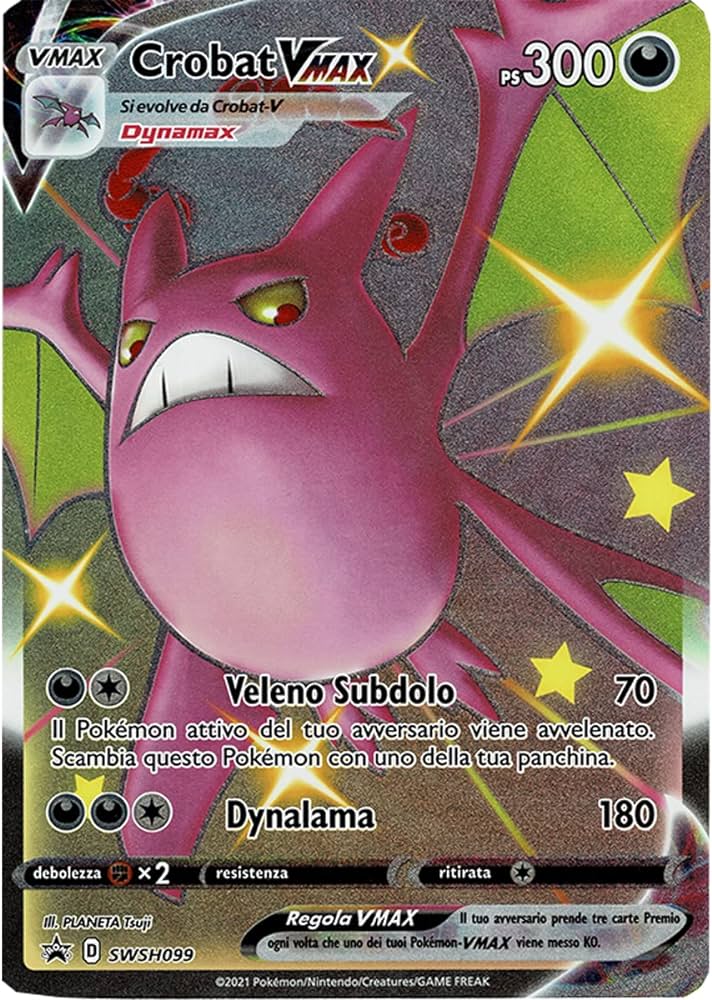 VMAX
Crobat VMAX
PS300
Si evolve da Crobat-V
Dynamax
Veleno Subdolo 70
Il Pokémon attivo del tuo avversario viene avvelenato.
Scambia questo Pokémon con uno della tua panchina.
Dynalama 180
debolezza ×2 resistenza ritirata
Ill. PLANETA Tsuji
D SWSH099
Regola VMAX Il tuo avversario prende tre carte Premio
ogni volta che uno dei tuoi Pokémon-VMAX viene messo KO.
©2021 Pokémon/Nintendo/Creatures/GAME FREAK